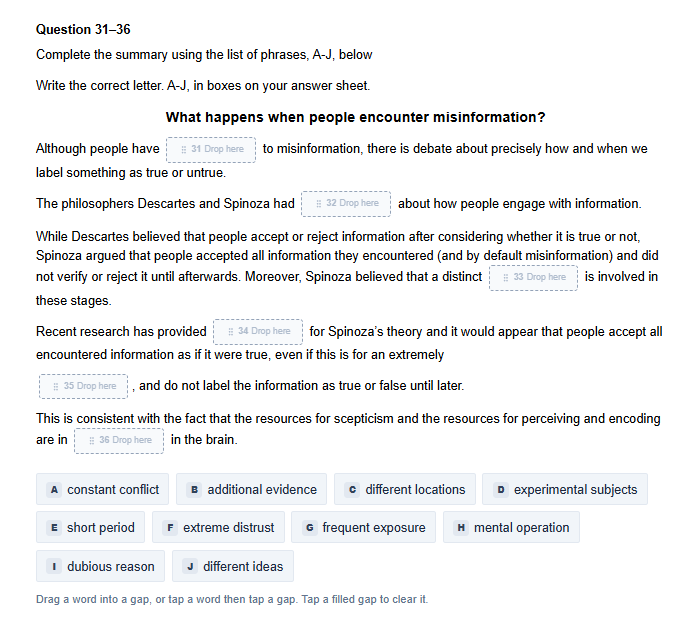 Question 31–36
Complete the summary using the list of phrases, A-J, below
Write the correct letter. A-J, in boxes on your answer sheet.
What happens when people encounter misinformation?
Although people have ⠿ 31 Drop here to misinformation, there is debate about precisely how and when we
label something as true or untrue.
The philosophers Descartes and Spinoza had ⠿ 32 Drop here about how people engage with information.
While Descartes believed that people accept or reject information after considering whether it is true or not,
Spinoza argued that people accepted all information they encountered (and by default misinformation) and did
not verify or reject it until afterwards. Moreover, Spinoza believed that a distinct ⠿ 33 Drop here is involved in
these stages.
Recent research has provided ⠿ 34 Drop here for Spinoza's theory and it would appear that people accept all
encountered information as if it were true, even if this is for an extremely
⠿ 35 Drop here , and do not label the information as true or false until later.
This is consistent with the fact that the resources for scepticism and the resources for perceiving and encoding
are in ⠿ 36 Drop here in the brain.
A constant conflict B additional evidence C different locations D experimental subjects
E short period F extreme distrust G frequent exposure H mental operation
I dubious reason J different ideas
Drag a word into a gap, or tap a word then tap a gap. Tap a filled gap to clear it.